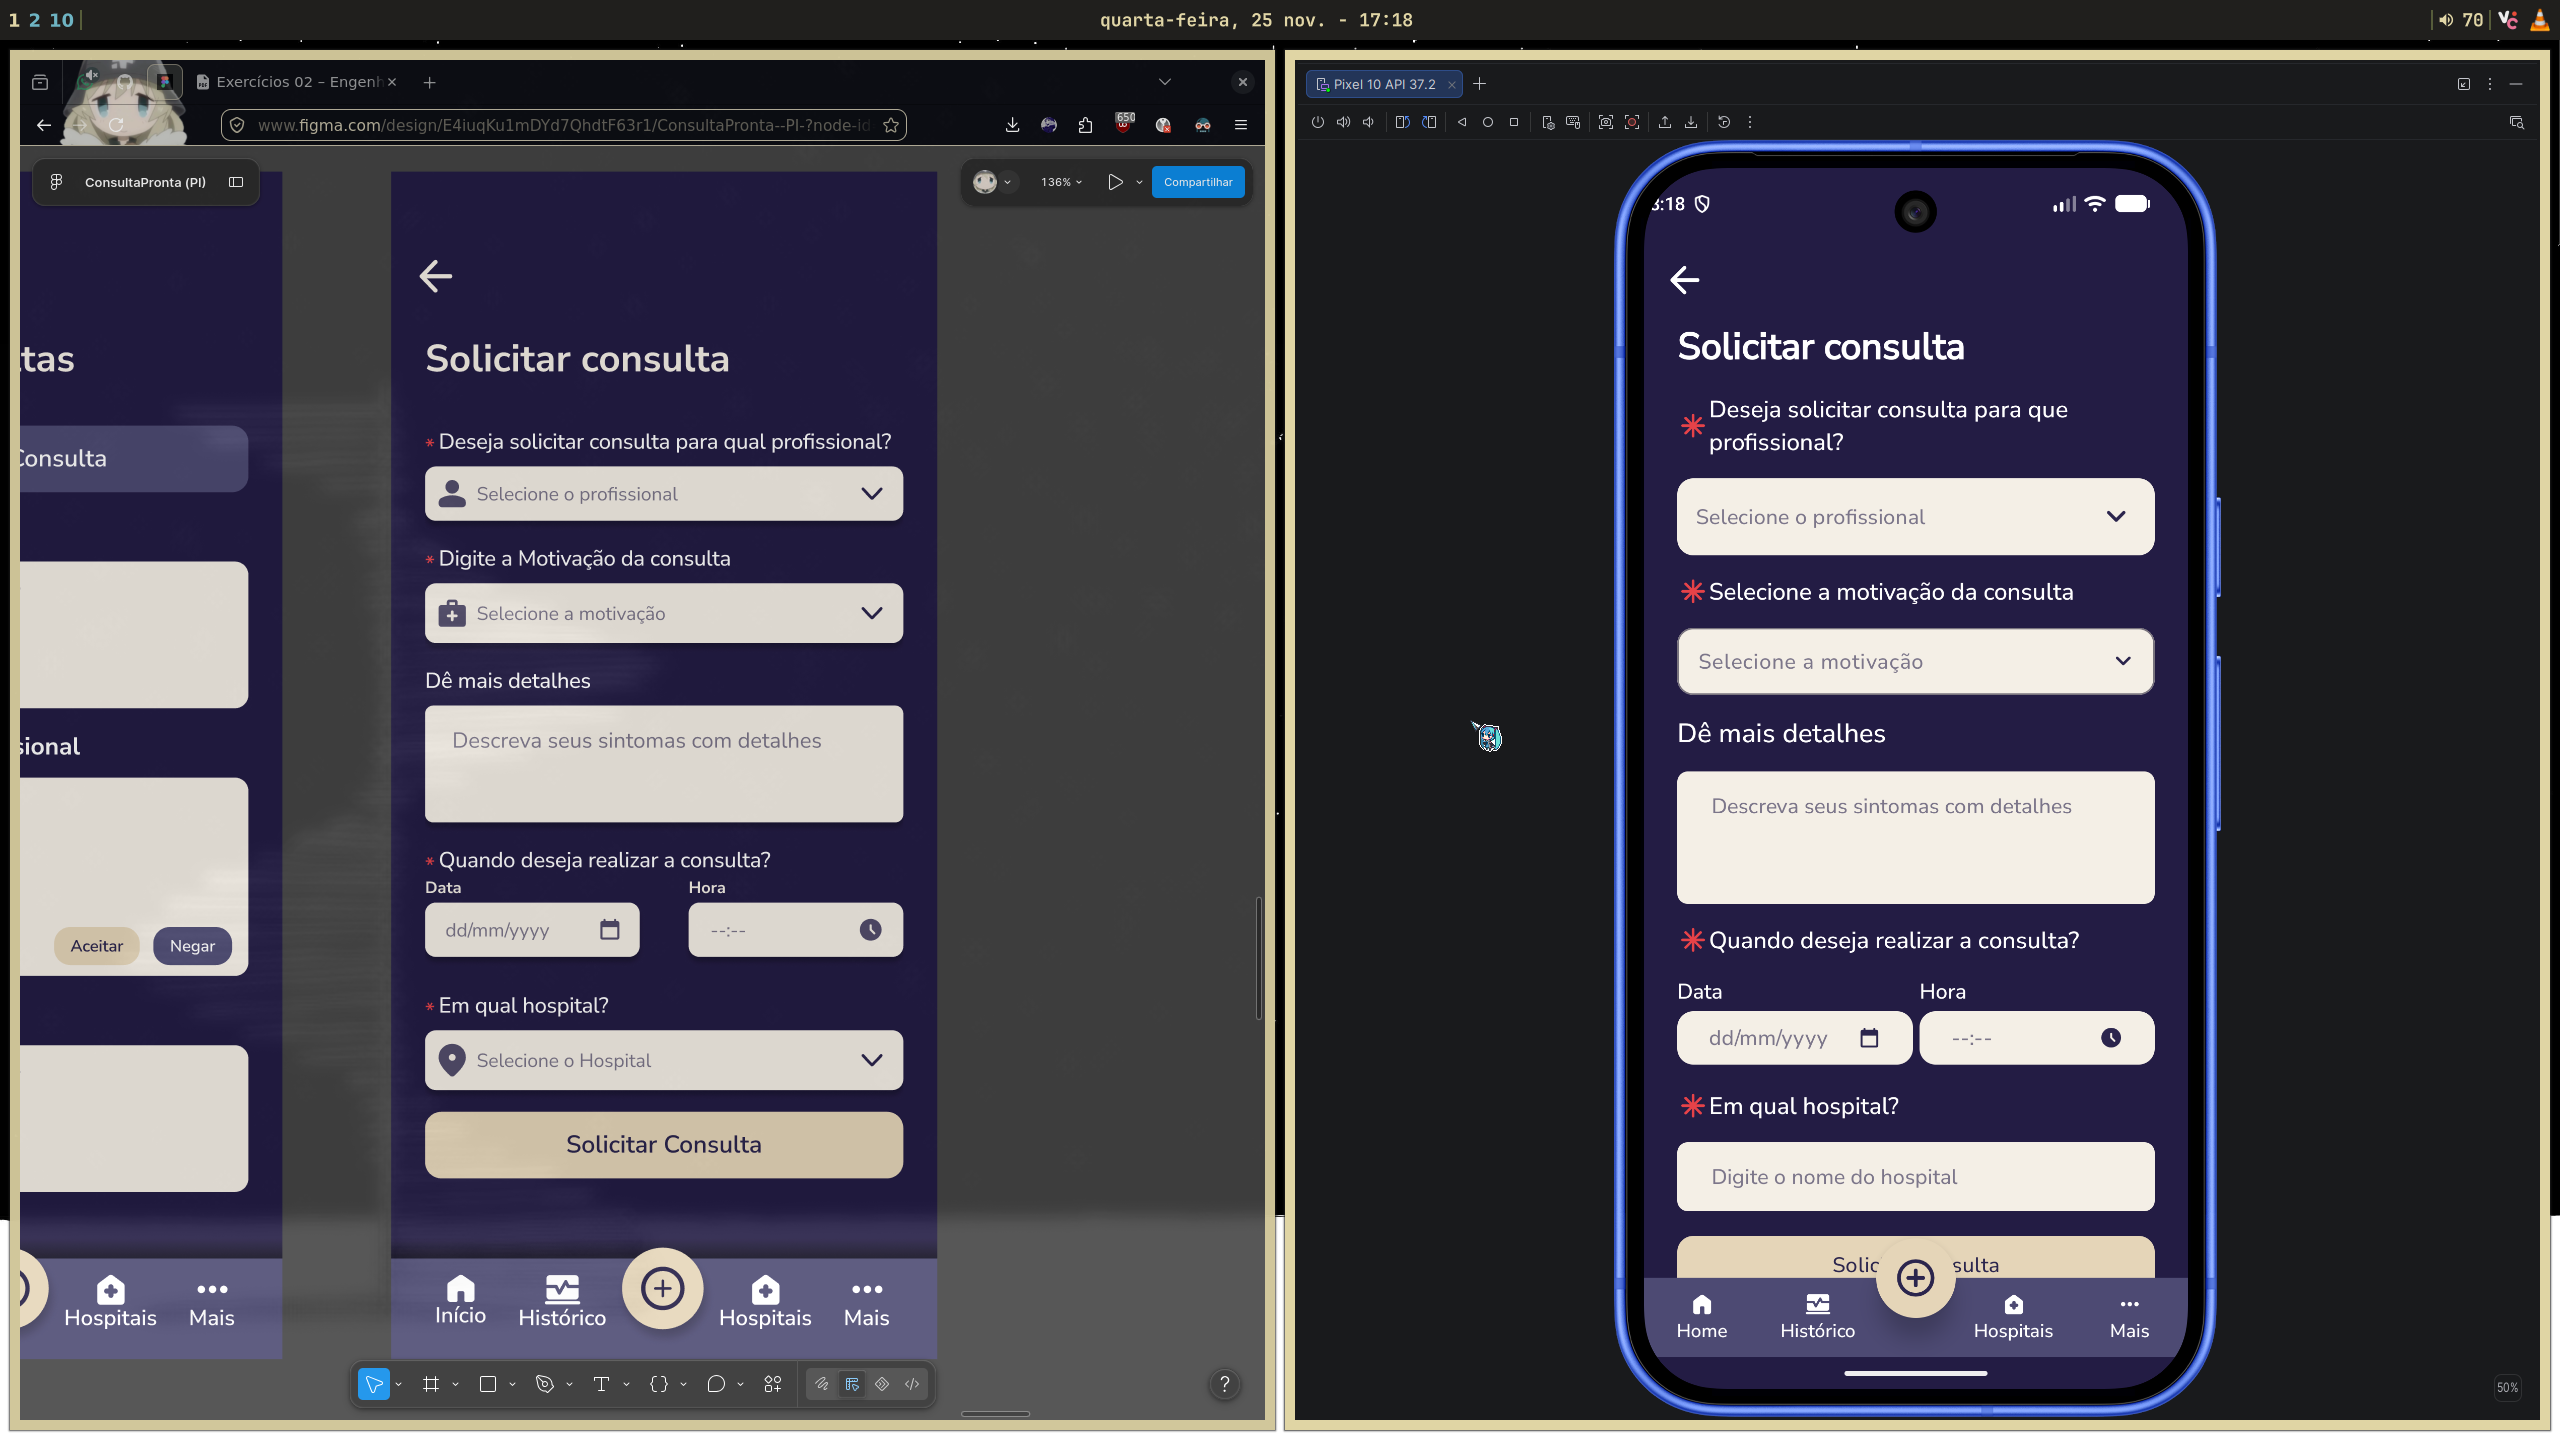 1 2 10
quarta-feira, 25 nov. - 17:18
70
Exercícios 02 – Engenh
www.figma.com/design/E4iuqKu1mDYd7QhdtF63r1/ConsultaPronta--PI-?node-id
650
ConsultaPronta (PI)
136%
Compartilhar
tas
Consulta
sional
Aceitar
Negar
Hospitais
Mais
Solicitar consulta
* Deseja solicitar consulta para qual profissional?
Selecione o profissional
* Digite a Motivação da consulta
Selecione a motivação
Dê mais detalhes
Descreva seus sintomas com detalhes
* Quando deseja realizar a consulta?
Data Hora
dd/mm/yyyy --:--
* Em qual hospital?
Selecione o Hospital
Solicitar Consulta
Início Histórico Hospitais Mais
?
Pixel 10 API 37.2
3:18
Solicitar consulta
* Deseja solicitar consulta para que
profissional?
Selecione o profissional
* Selecione a motivação da consulta
Selecione a motivação
Dê mais detalhes
Descreva seus sintomas com detalhes
* Quando deseja realizar a consulta?
Data Hora
dd/mm/yyyy --:--
* Em qual hospital?
Digite o nome do hospital
Solic sulta
Home Histórico Hospitais Mais
50%